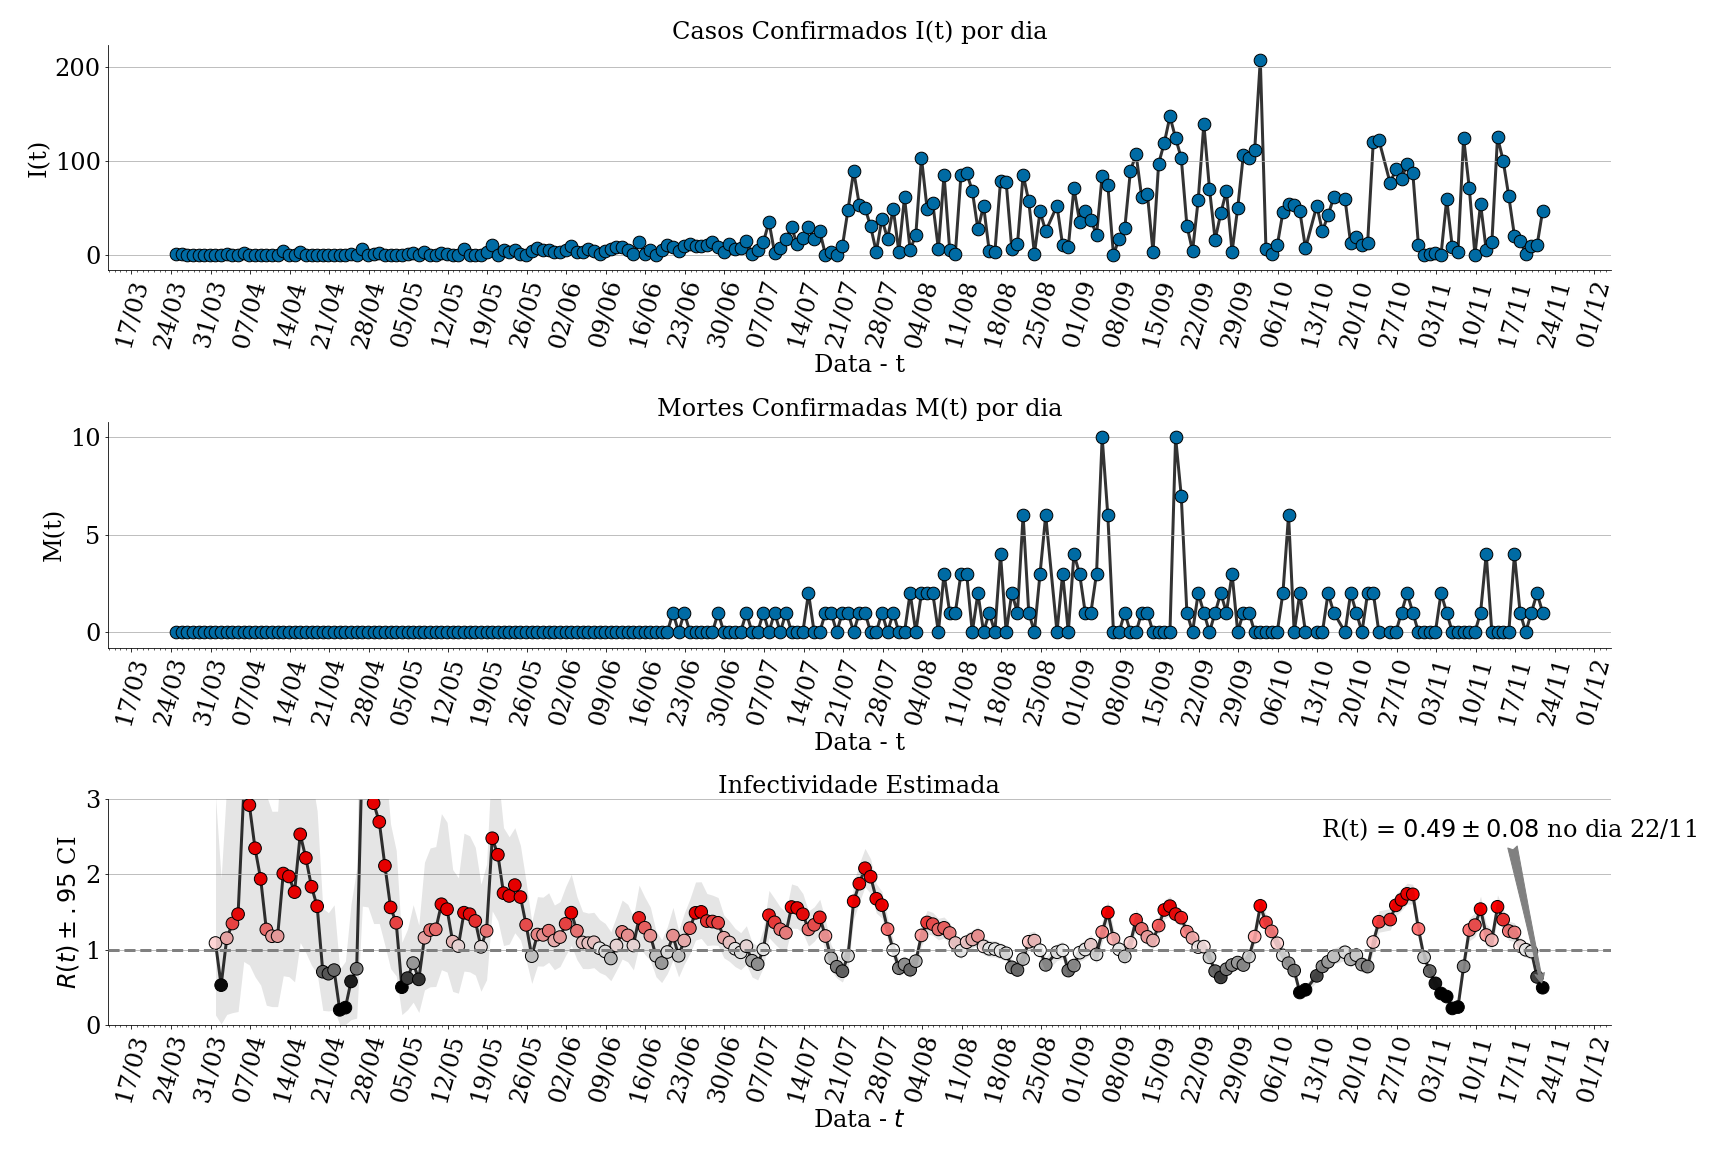 Casos Confirmados I(t) por dia
I(t)
200
100
0
17/03 24/03 31/03 07/04 14/04 21/04 28/04 05/05 12/05 19/05 26/05 02/06 09/06 16/06 23/06 30/06 07/07 14/07 21/07 28/07 04/08 11/08 18/08 25/08 01/09 08/09 15/09 22/09 29/09 06/10 13/10 20/10 27/10 03/11 10/11 17/11 24/11 01/12
Data - t
Mortes Confirmadas M(t) por dia
M(t)
10
5
0
17/03 24/03 31/03 07/04 14/04 21/04 28/04 05/05 12/05 19/05 26/05 02/06 09/06 16/06 23/06 30/06 07/07 14/07 21/07 28/07 04/08 11/08 18/08 25/08 01/09 08/09 15/09 22/09 29/09 06/10 13/10 20/10 27/10 03/11 10/11 17/11 24/11 01/12
Data - t
Infectividade Estimada
R(t) ± .95 CI
3
2
1
0
R(t) = 0.49 ± 0.08 no dia 22/11
17/03 24/03 31/03 07/04 14/04 21/04 28/04 05/05 12/05 19/05 26/05 02/06 09/06 16/06 23/06 30/06 07/07 14/07 21/07 28/07 04/08 11/08 18/08 25/08 01/09 08/09 15/09 22/09 29/09 06/10 13/10 20/10 27/10 03/11 10/11 17/11 24/11 01/12
Data - t